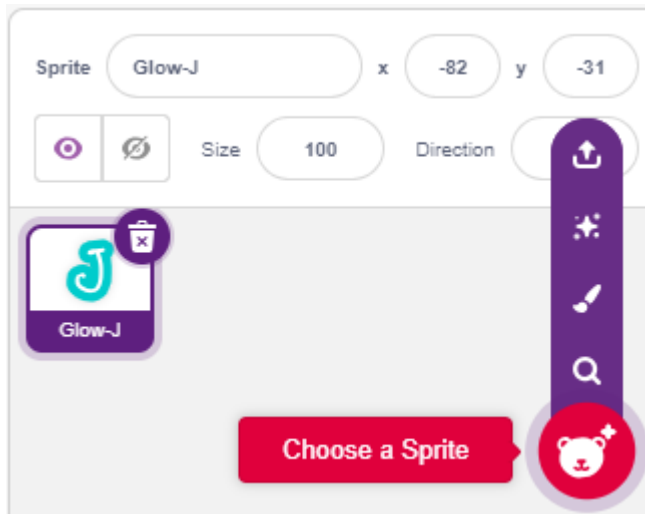 Sprite Glow-J x -82 y -31
Size 100 Direction
J
Glow-J
Choose a Sprite